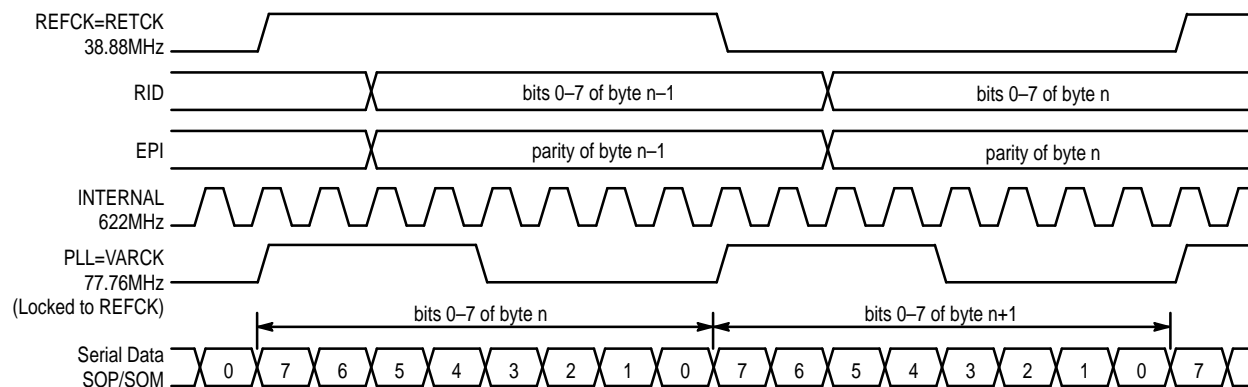 REFCK=RETCK
38.88MHz
RID
bits 0–7 of byte n–1
bits 0–7 of byte n
EPI
parity of byte n–1
parity of byte n
INTERNAL
622MHz
PLL=VARCK
77.76MHz
(Locked to REFCK)
bits 0–7 of byte n
bits 0–7 of byte n+1
Serial Data
SOP/SOM
0 7 6 5 4 3 2 1 0 7 6 5 4 3 2 1 0 7